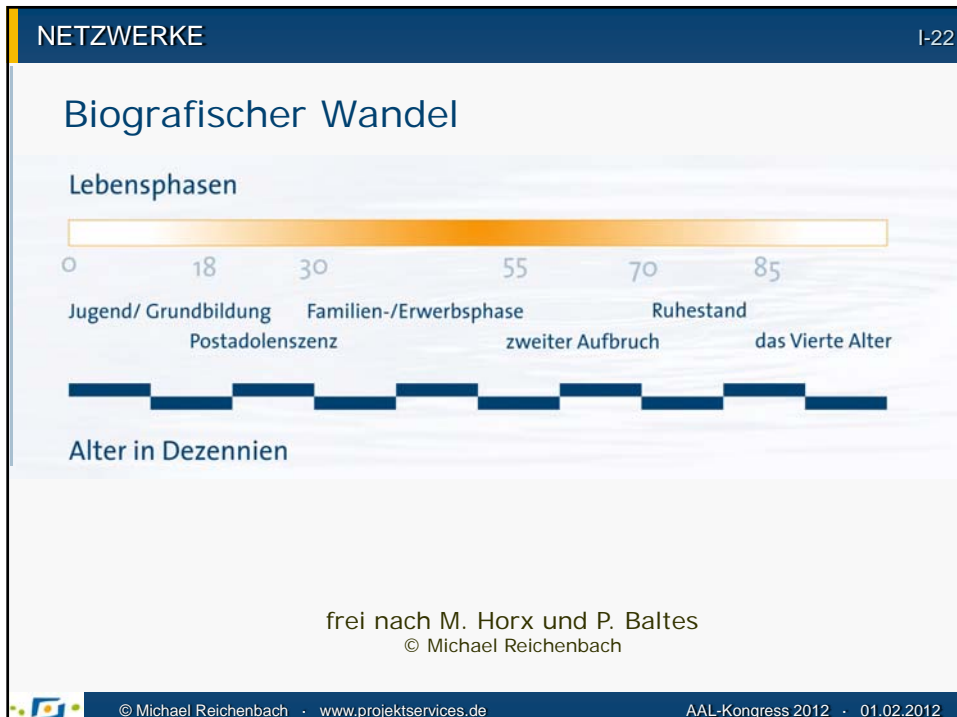 NETZWERKE I-22
Biografischer Wandel
Lebensphasen
0 18 30 55 70 85
Jugend/ Grundbildung Familien-/Erwerbsphase Ruhestand
Postadolenszenz zweiter Aufbruch das Vierte Alter
Alter in Dezennien
frei nach M. Horx und P. Baltes
© Michael Reichenbach
© Michael Reichenbach · www.projektservices.de AAL-Kongress 2012 · 01.02.2012